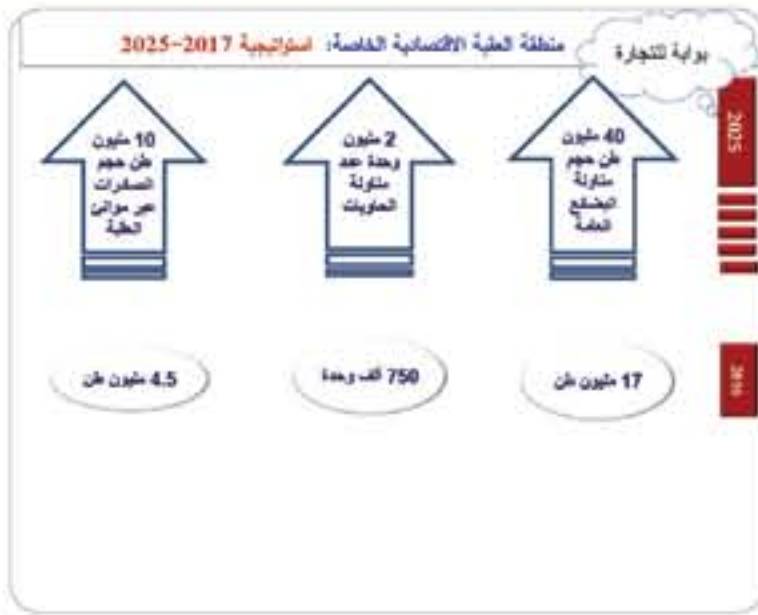 بوابة للتجارة
منطقة العقبة الاقتصادية الخاصة: استراتيجية 2017-2025
2025
40 مليون
طن حجم
مناولة
البضائع
العامة
2 مليون
وحدة عدد
مناولة
الحاويات
10 مليون
طن حجم
الصادرات
عبر موانئ
العقبة
2016
17 مليون طن
750 ألف وحدة
4.5 مليون طن